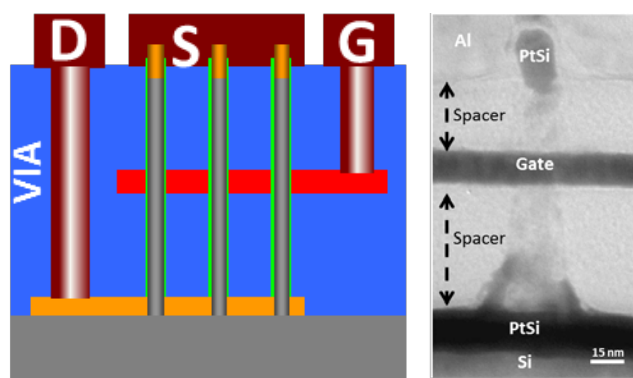 D S G
VIA
Al
PtSi
Spacer
Gate
Spacer
PtSi
Si
15 nm